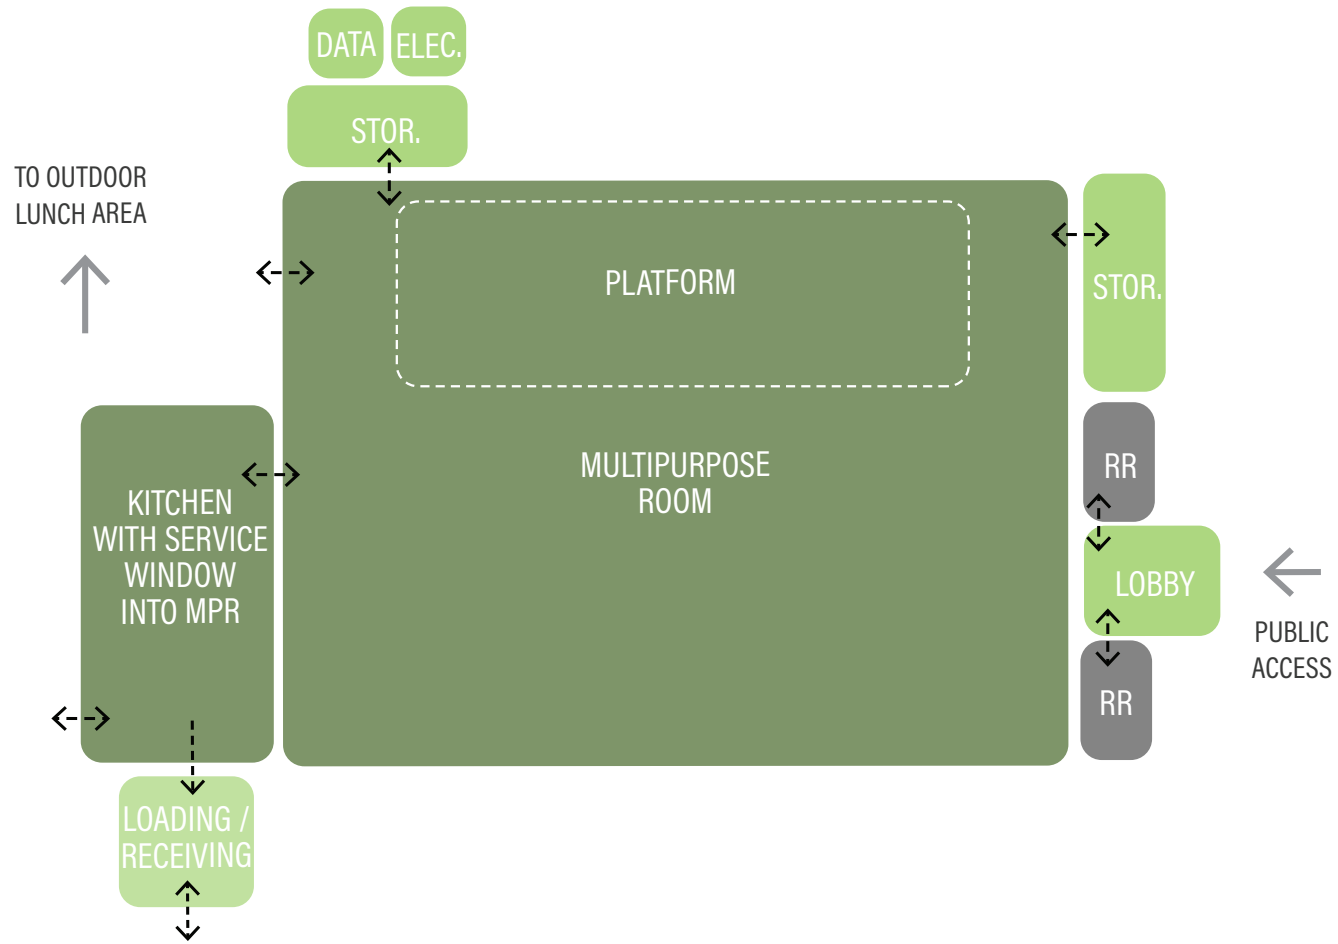 DATA
ELEC.
STOR.
TO OUTDOOR
LUNCH AREA
PLATFORM
STOR.
MULTIPURPOSE
ROOM
RR
KITCHEN
WITH SERVICE
WINDOW
INTO MPR
LOBBY
PUBLIC
ACCESS
RR
LOADING /
RECEIVING